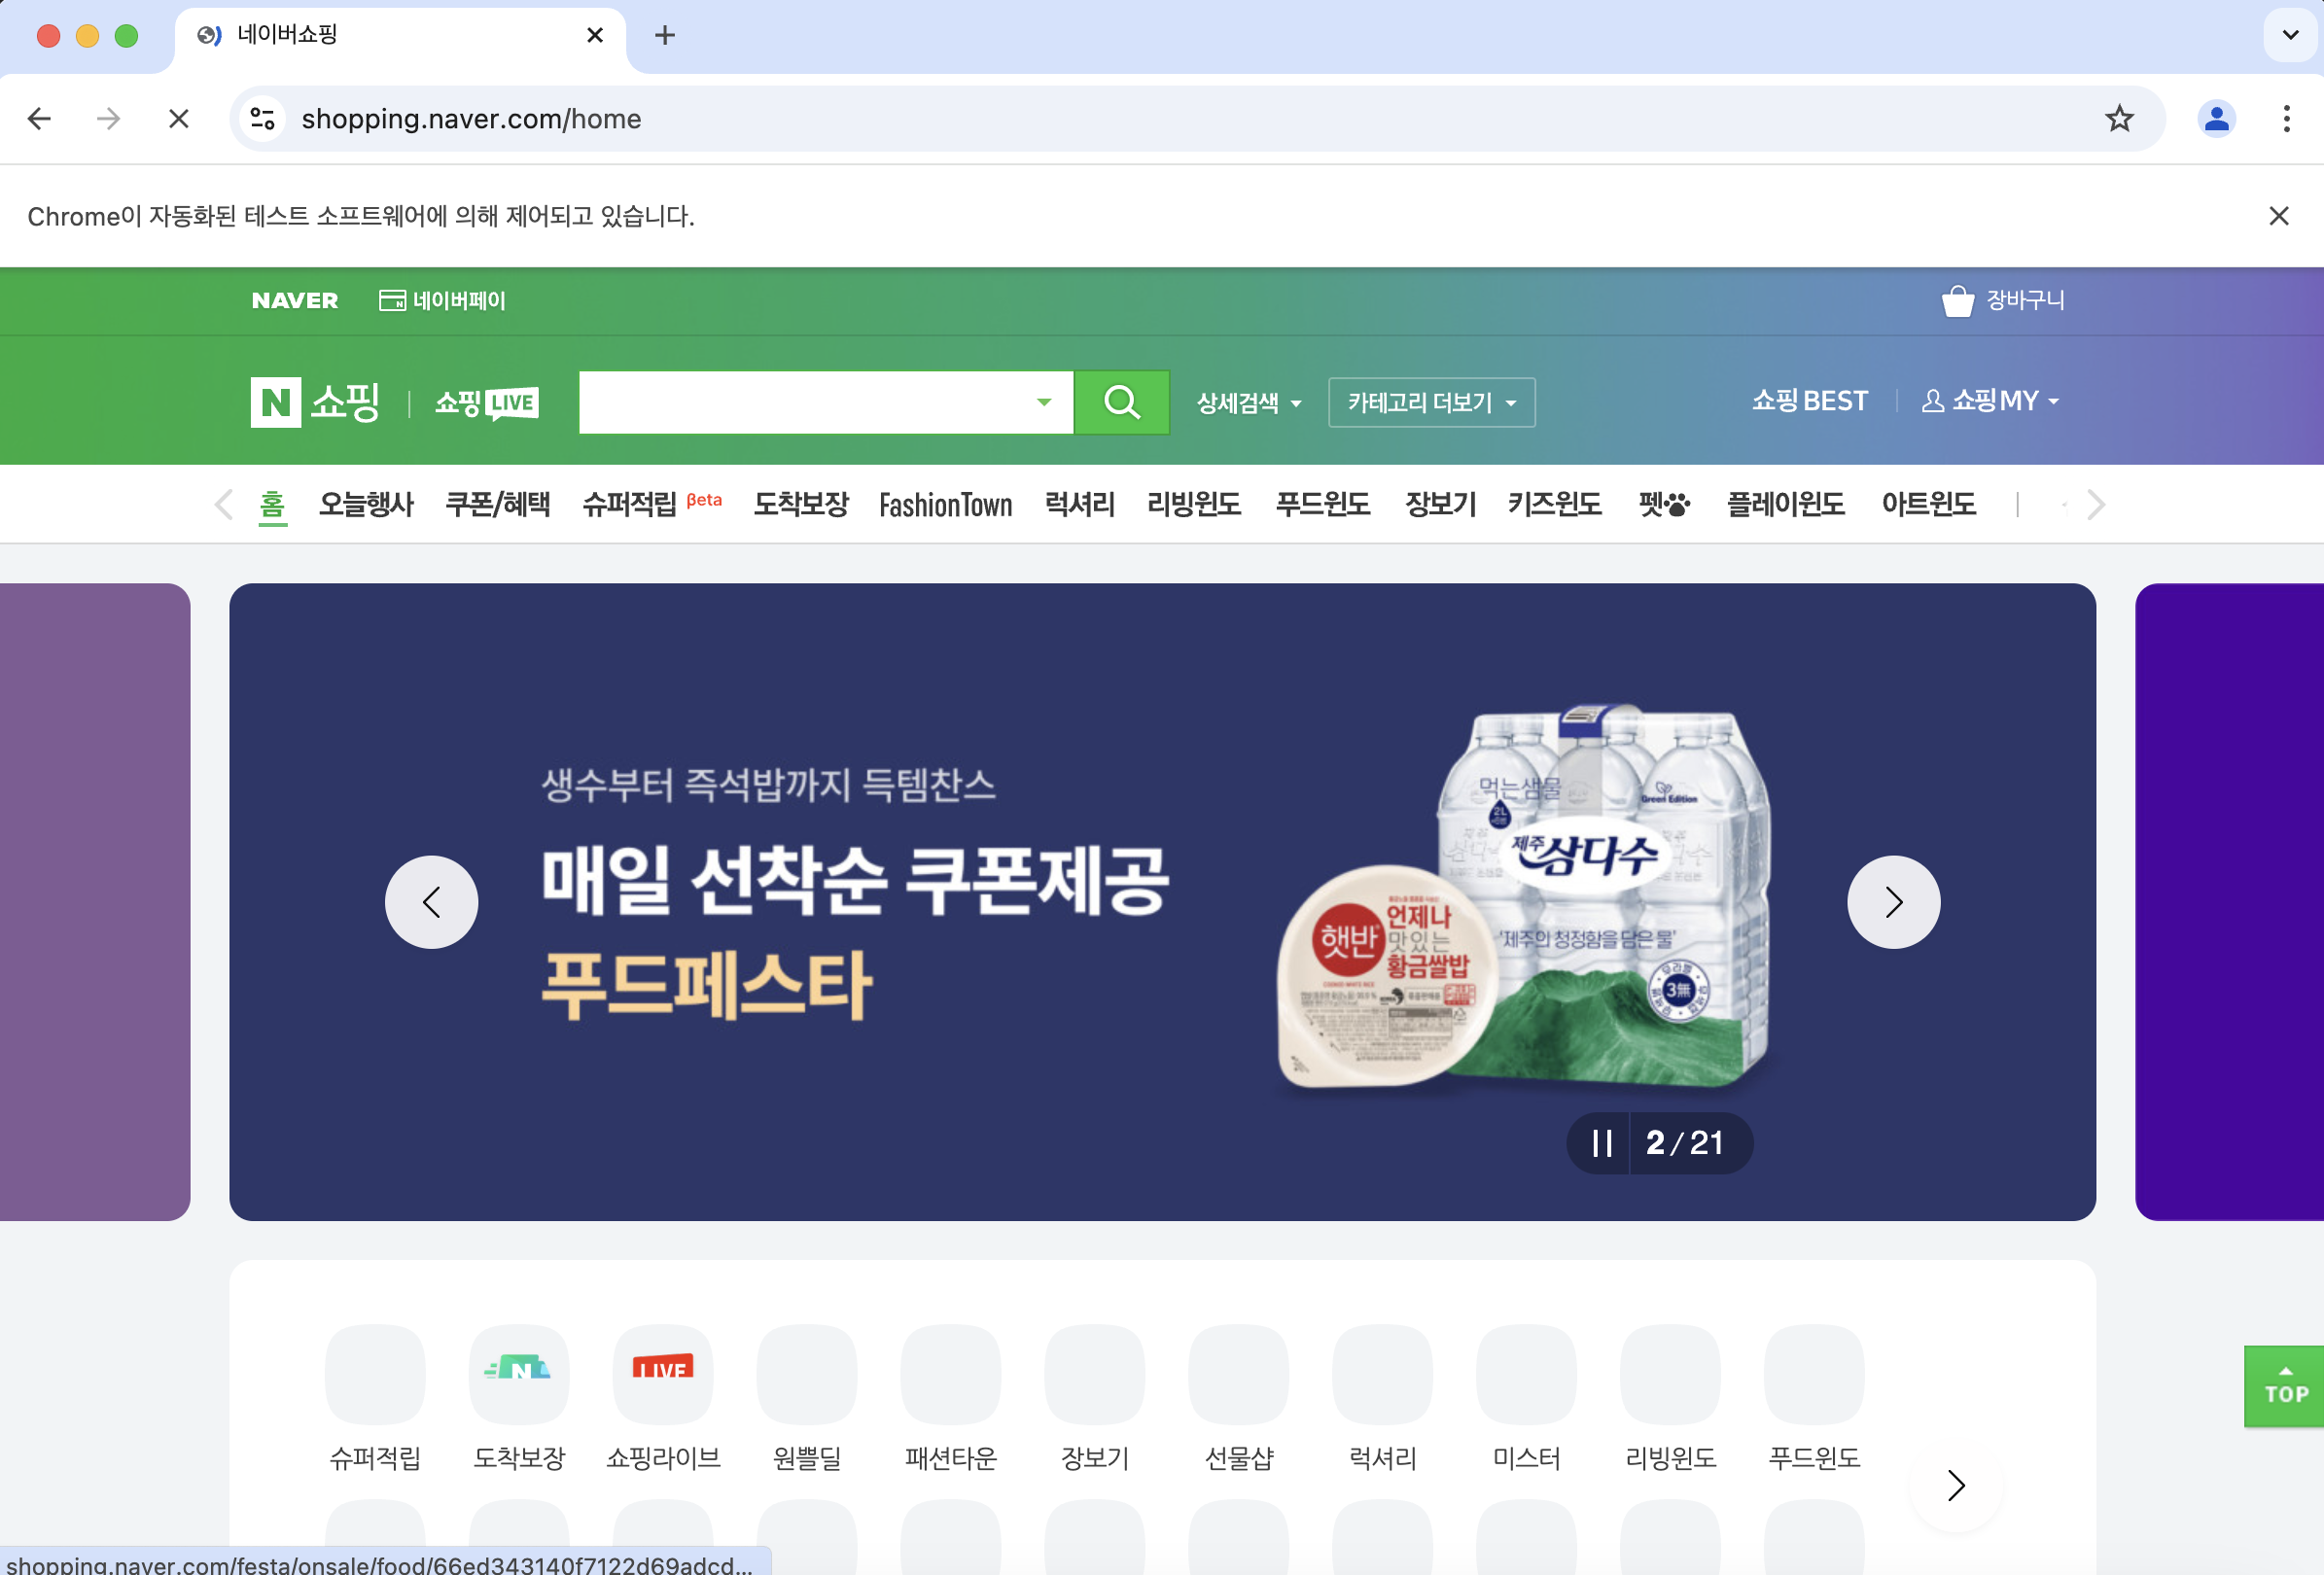 네이버쇼핑
shopping.naver.com/home
Chrome이 자동화된 테스트 소프트웨어에 의해 제어되고 있습니다.
NAVER 네이버페이 장바구니
N 쇼핑 쇼핑 LIVE 상세검색 카테고리 더보기 쇼핑 BEST 쇼핑 MY
홈 오늘행사 쿠폰/혜택 슈퍼적립 βeta 도착보장 FashionTown 럭셔리 리빙윈도 푸드윈도 장보기 키즈윈도 펫 플레이윈도 아트윈도
생수부터 즉석밥까지 득템찬스
매일 선착순 쿠폰제공
푸드페스타
먹는샘물
Green Edition
2L
제주 삼다수
'제주의 청정함을 담은 물'
3無
햇반
언제나
맛있는
황금쌀밥
2 / 21
N LIVE
슈퍼적립 도착보장 쇼핑라이브 원쁠딜 패션타운 장보기 선물샵 럭셔리 미스터 리빙윈도 푸드윈도
TOP
shopping.naver.com/festa/onsale/food/66ed343140f7122d69adcd...